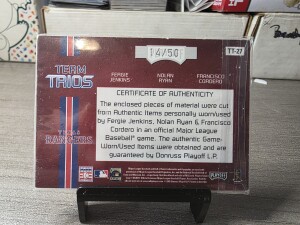 14/50
TT-27
TEAM
TRIOS
FERGIE
JENKINS
NOLAN
RYAN
FRANCISCO
CORDERO
TEXAS
RANGERS
CERTIFICATE OF AUTHENTICITY
The enclosed pieces of material were cut
from Authentic Items personally worn/used
by Fergie Jenkins, Nolan Ryan & Francisco
Cordero in an official Major League
Baseball® game. The authentic Game-
Worn/Used Items were obtained and are
guaranteed by Donruss Playoff L.P.